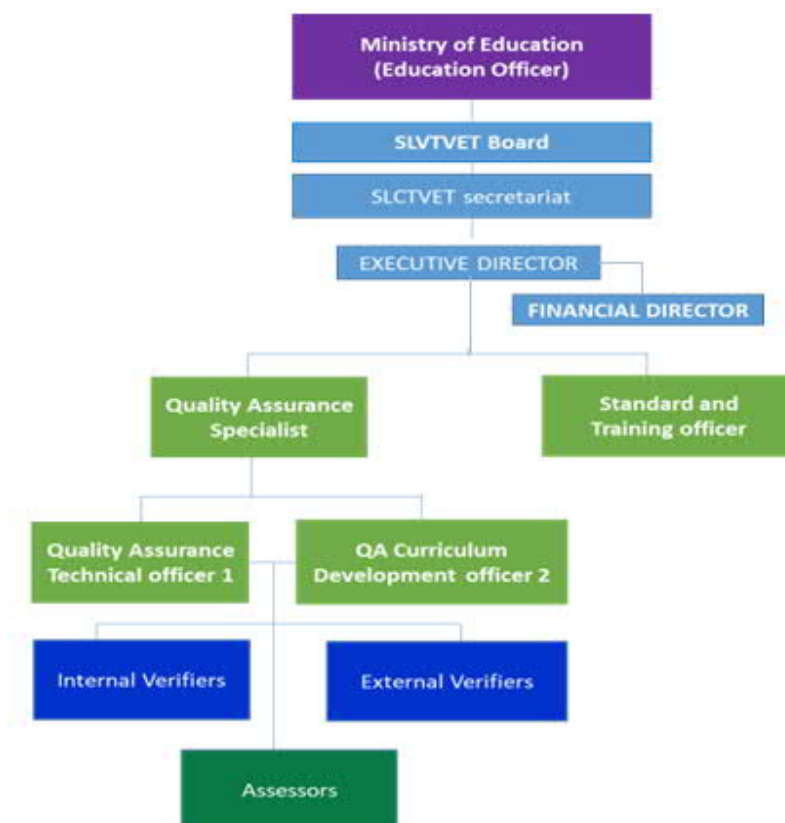 Ministry of Education
(Education Officer)
SLVTVET Board
SLCTVET secretariat
EXECUTIVE DIRECTOR
FINANCIAL DIRECTOR
Quality Assurance
Specialist
Standard and
Training officer
Quality Assurance
Technical officer 1
QA Curriculum
Development officer 2
Internal Verifiers
External Verifiers
Assessors